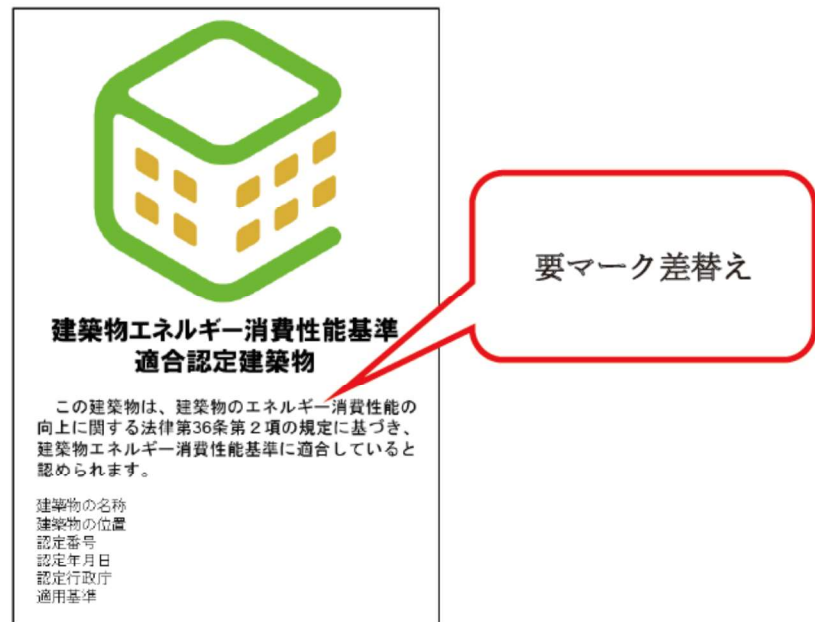 建築物エネルギー消費性能基準
適合認定建築物
　この建築物は、建築物のエネルギー消費性能の
向上に関する法律第36条第２項の規定に基づき、
建築物エネルギー消費性能基準に適合していると
認められます。
建築物の名称
建築物の位置
認定番号
認定年月日
認定行政庁
適用基準
要マーク差替え